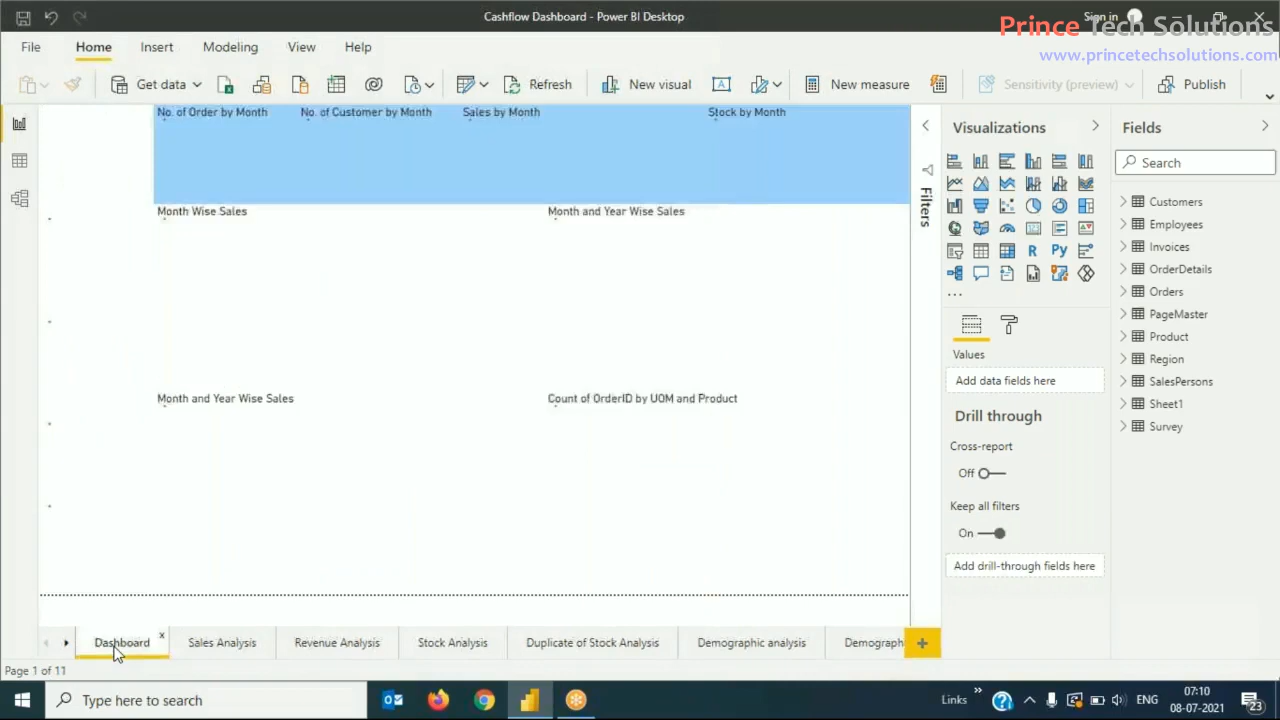 Cashflow Dashboard - Power BI Desktop
Sign in
Prince Tech Solutions
www.princetechsolutions.com
File
Home
Insert
Modeling
View
Help
Get data
Refresh
New visual
New measure
Sensitivity (preview)
Publish
No. of Order by Month
No. of Customer by Month
Sales by Month
Stock by Month
Month Wise Sales
Month and Year Wise Sales
Month and Year Wise Sales
Count of OrderID by UOM and Product
Filters
Visualizations
R
Py
Values
Add data fields here
Drill through
Cross-report
Off
Keep all filters
On
Add drill-through fields here
Fields
Search
Customers
Employees
Invoices
OrderDetails
Orders
PageMaster
Product
Region
SalesPersons
Sheet1
Survey
Dashboard
Sales Analysis
Revenue Analysis
Stock Analysis
Duplicate of Stock Analysis
Demographic analysis
Demograph
Page 1 of 11
Type here to search
Links
ENG
07:10
08-07-2021
23